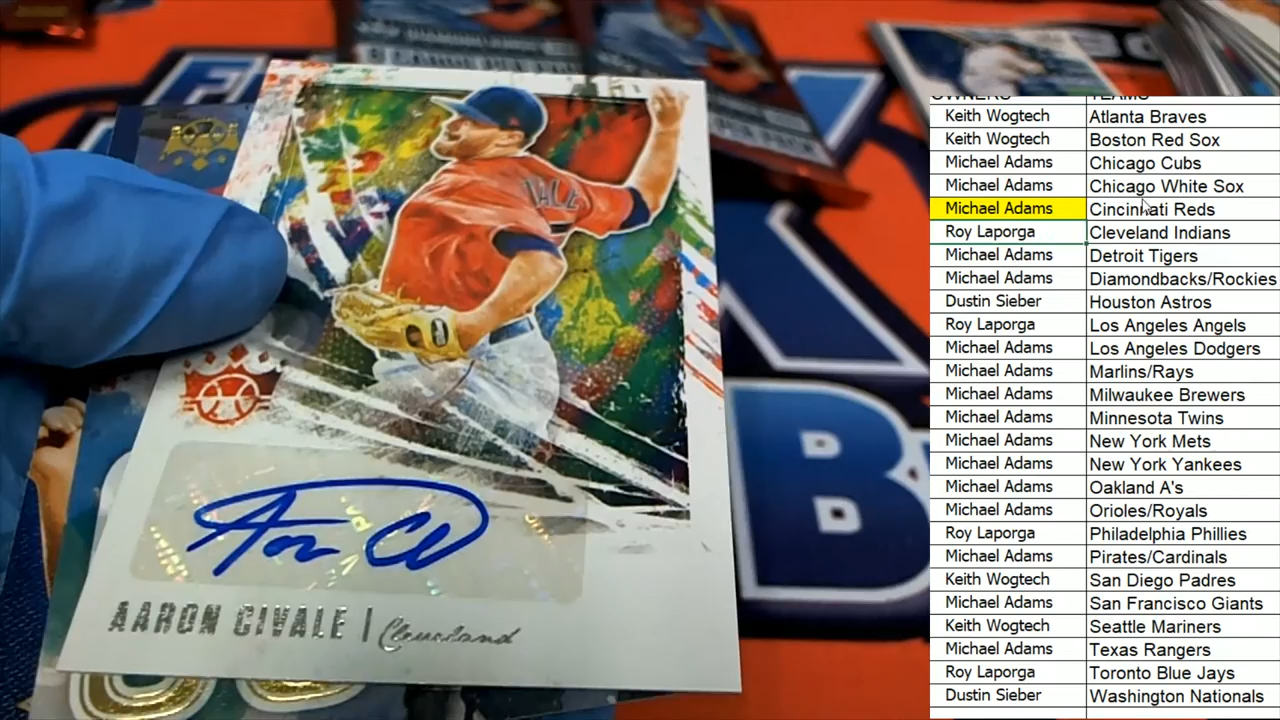 AARON CIVALE | Cleveland
OWNERS TEAMS
Keith Wogtech Atlanta Braves
Keith Wogtech Boston Red Sox
Michael Adams Chicago Cubs
Michael Adams Chicago White Sox
Michael Adams Cincinnati Reds
Roy Laporga Cleveland Indians
Michael Adams Detroit Tigers
Michael Adams Diamondbacks/Rockies
Dustin Sieber Houston Astros
Roy Laporga Los Angeles Angels
Michael Adams Los Angeles Dodgers
Michael Adams Marlins/Rays
Michael Adams Milwaukee Brewers
Michael Adams Minnesota Twins
Michael Adams New York Mets
Michael Adams New York Yankees
Michael Adams Oakland A's
Michael Adams Orioles/Royals
Roy Laporga Philadelphia Phillies
Michael Adams Pirates/Cardinals
Keith Wogtech San Diego Padres
Michael Adams San Francisco Giants
Keith Wogtech Seattle Mariners
Michael Adams Texas Rangers
Roy Laporga Toronto Blue Jays
Dustin Sieber Washington Nationals